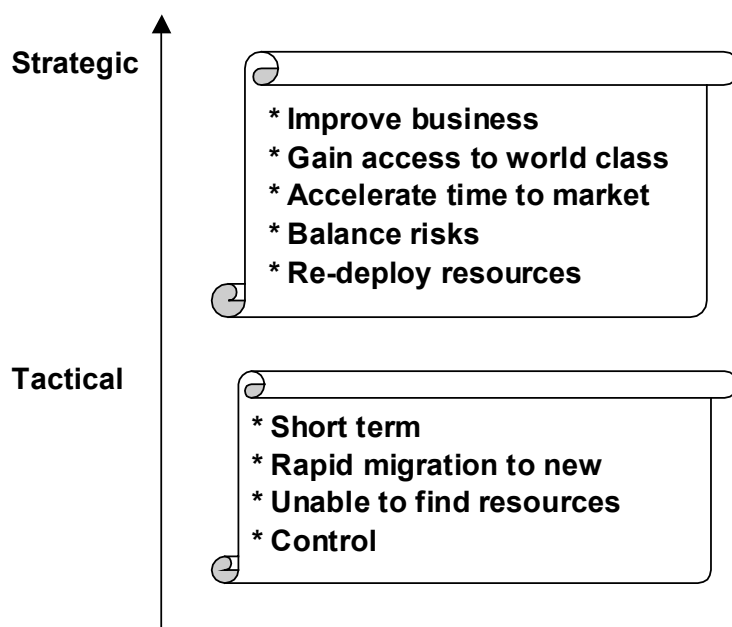 Strategic
* Improve business
* Gain access to world class
* Accelerate time to market
* Balance risks
* Re-deploy resources
Tactical
* Short term
* Rapid migration to new
* Unable to find resources
* Control